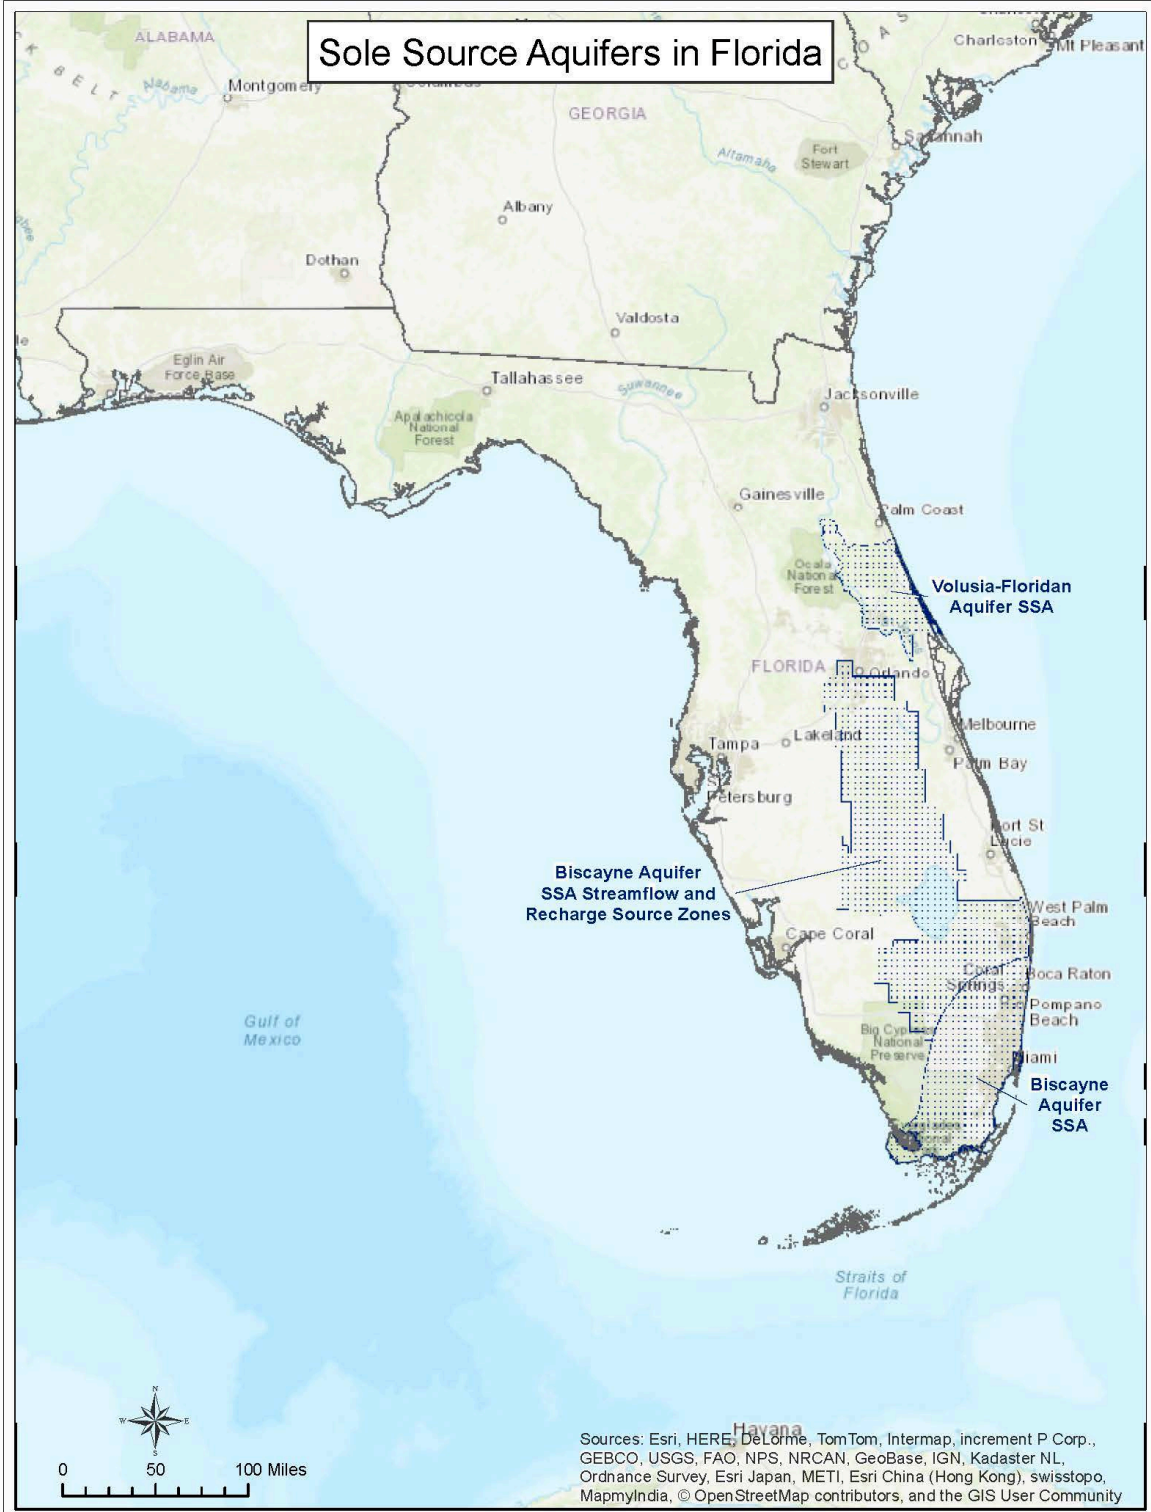 Sole Source Aquifers in Florida
ALABAMA
BELT
Alabama
Montgomery
GEORGIA
Charleston
Mt Pleasant
Savannah
Fort
Stewart
Altamaha
Albany
Dothan
Valdosta
Eglin Air
Force Base
Tallahassee
Suwannee
Jacksonville
Apalachicola
National
Forest
Gainesville
Palm Coast
Ocala
National
Forest
Volusia-Floridan
Aquifer SSA
FLORIDA
Orlando
Melbourne
Tampa
Lakeland
Palm Bay
St
Petersburg
Port St
Lucie
Biscayne Aquifer
SSA Streamflow and
Recharge Source Zones
West Palm
Beach
Cape Coral
Coral
Springs
Boca Raton
Pompano
Beach
Gulf of
Mexico
Big Cypress
National
Preserve
Miami
Biscayne
Aquifer
SSA
Straits of
Florida
N
W
E
S
Havana
0 50 100 Miles
Sources: Esri, HERE, DeLorme, TomTom, Intermap, increment P Corp.,
GEBCO, USGS, FAO, NPS, NRCAN, GeoBase, IGN, Kadaster NL,
Ordnance Survey, Esri Japan, METI, Esri China (Hong Kong), swisstopo,
MapmyIndia, © OpenStreetMap contributors, and the GIS User Community